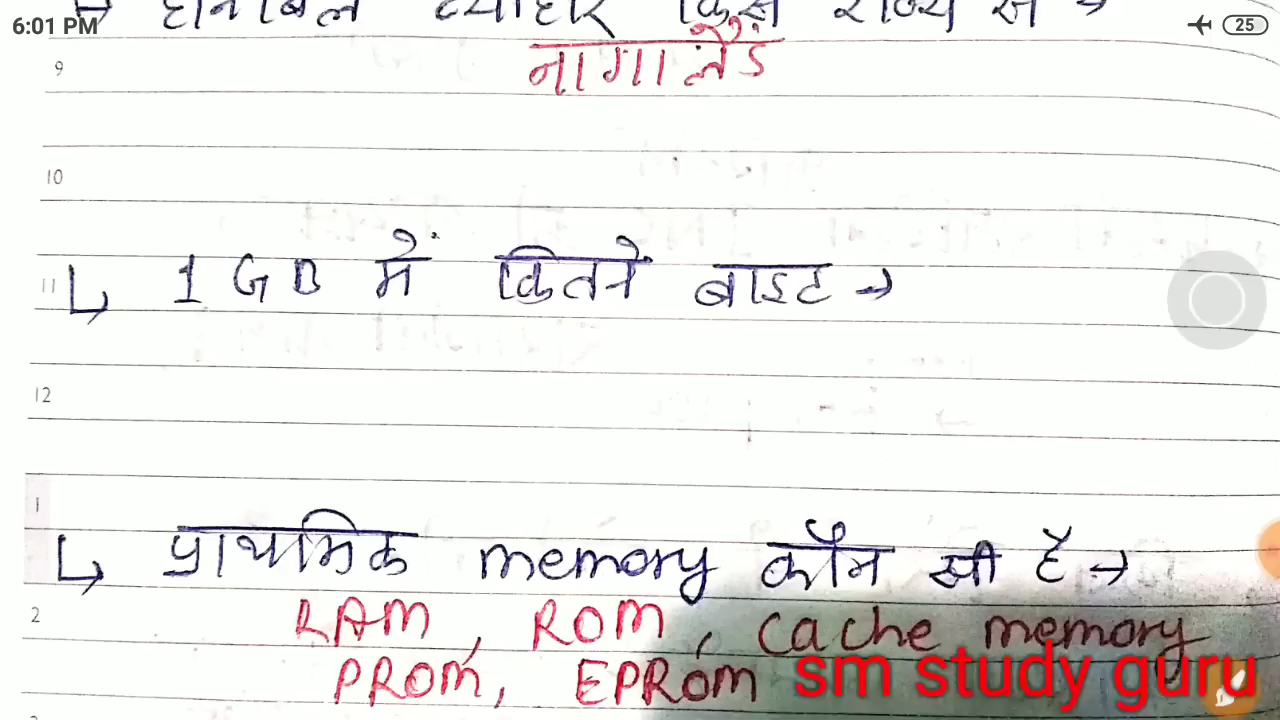 6:01 PM
25
हानबिल त्योहार किस राज्य से →
9
नागालैंड
10
11 ↳ 1 GB में कितने बाइट →
12
1
↳ प्राथमिक memory कौन सी है →
2 RAM, ROM, Cache memory
PROM, EPROM
sm study guru